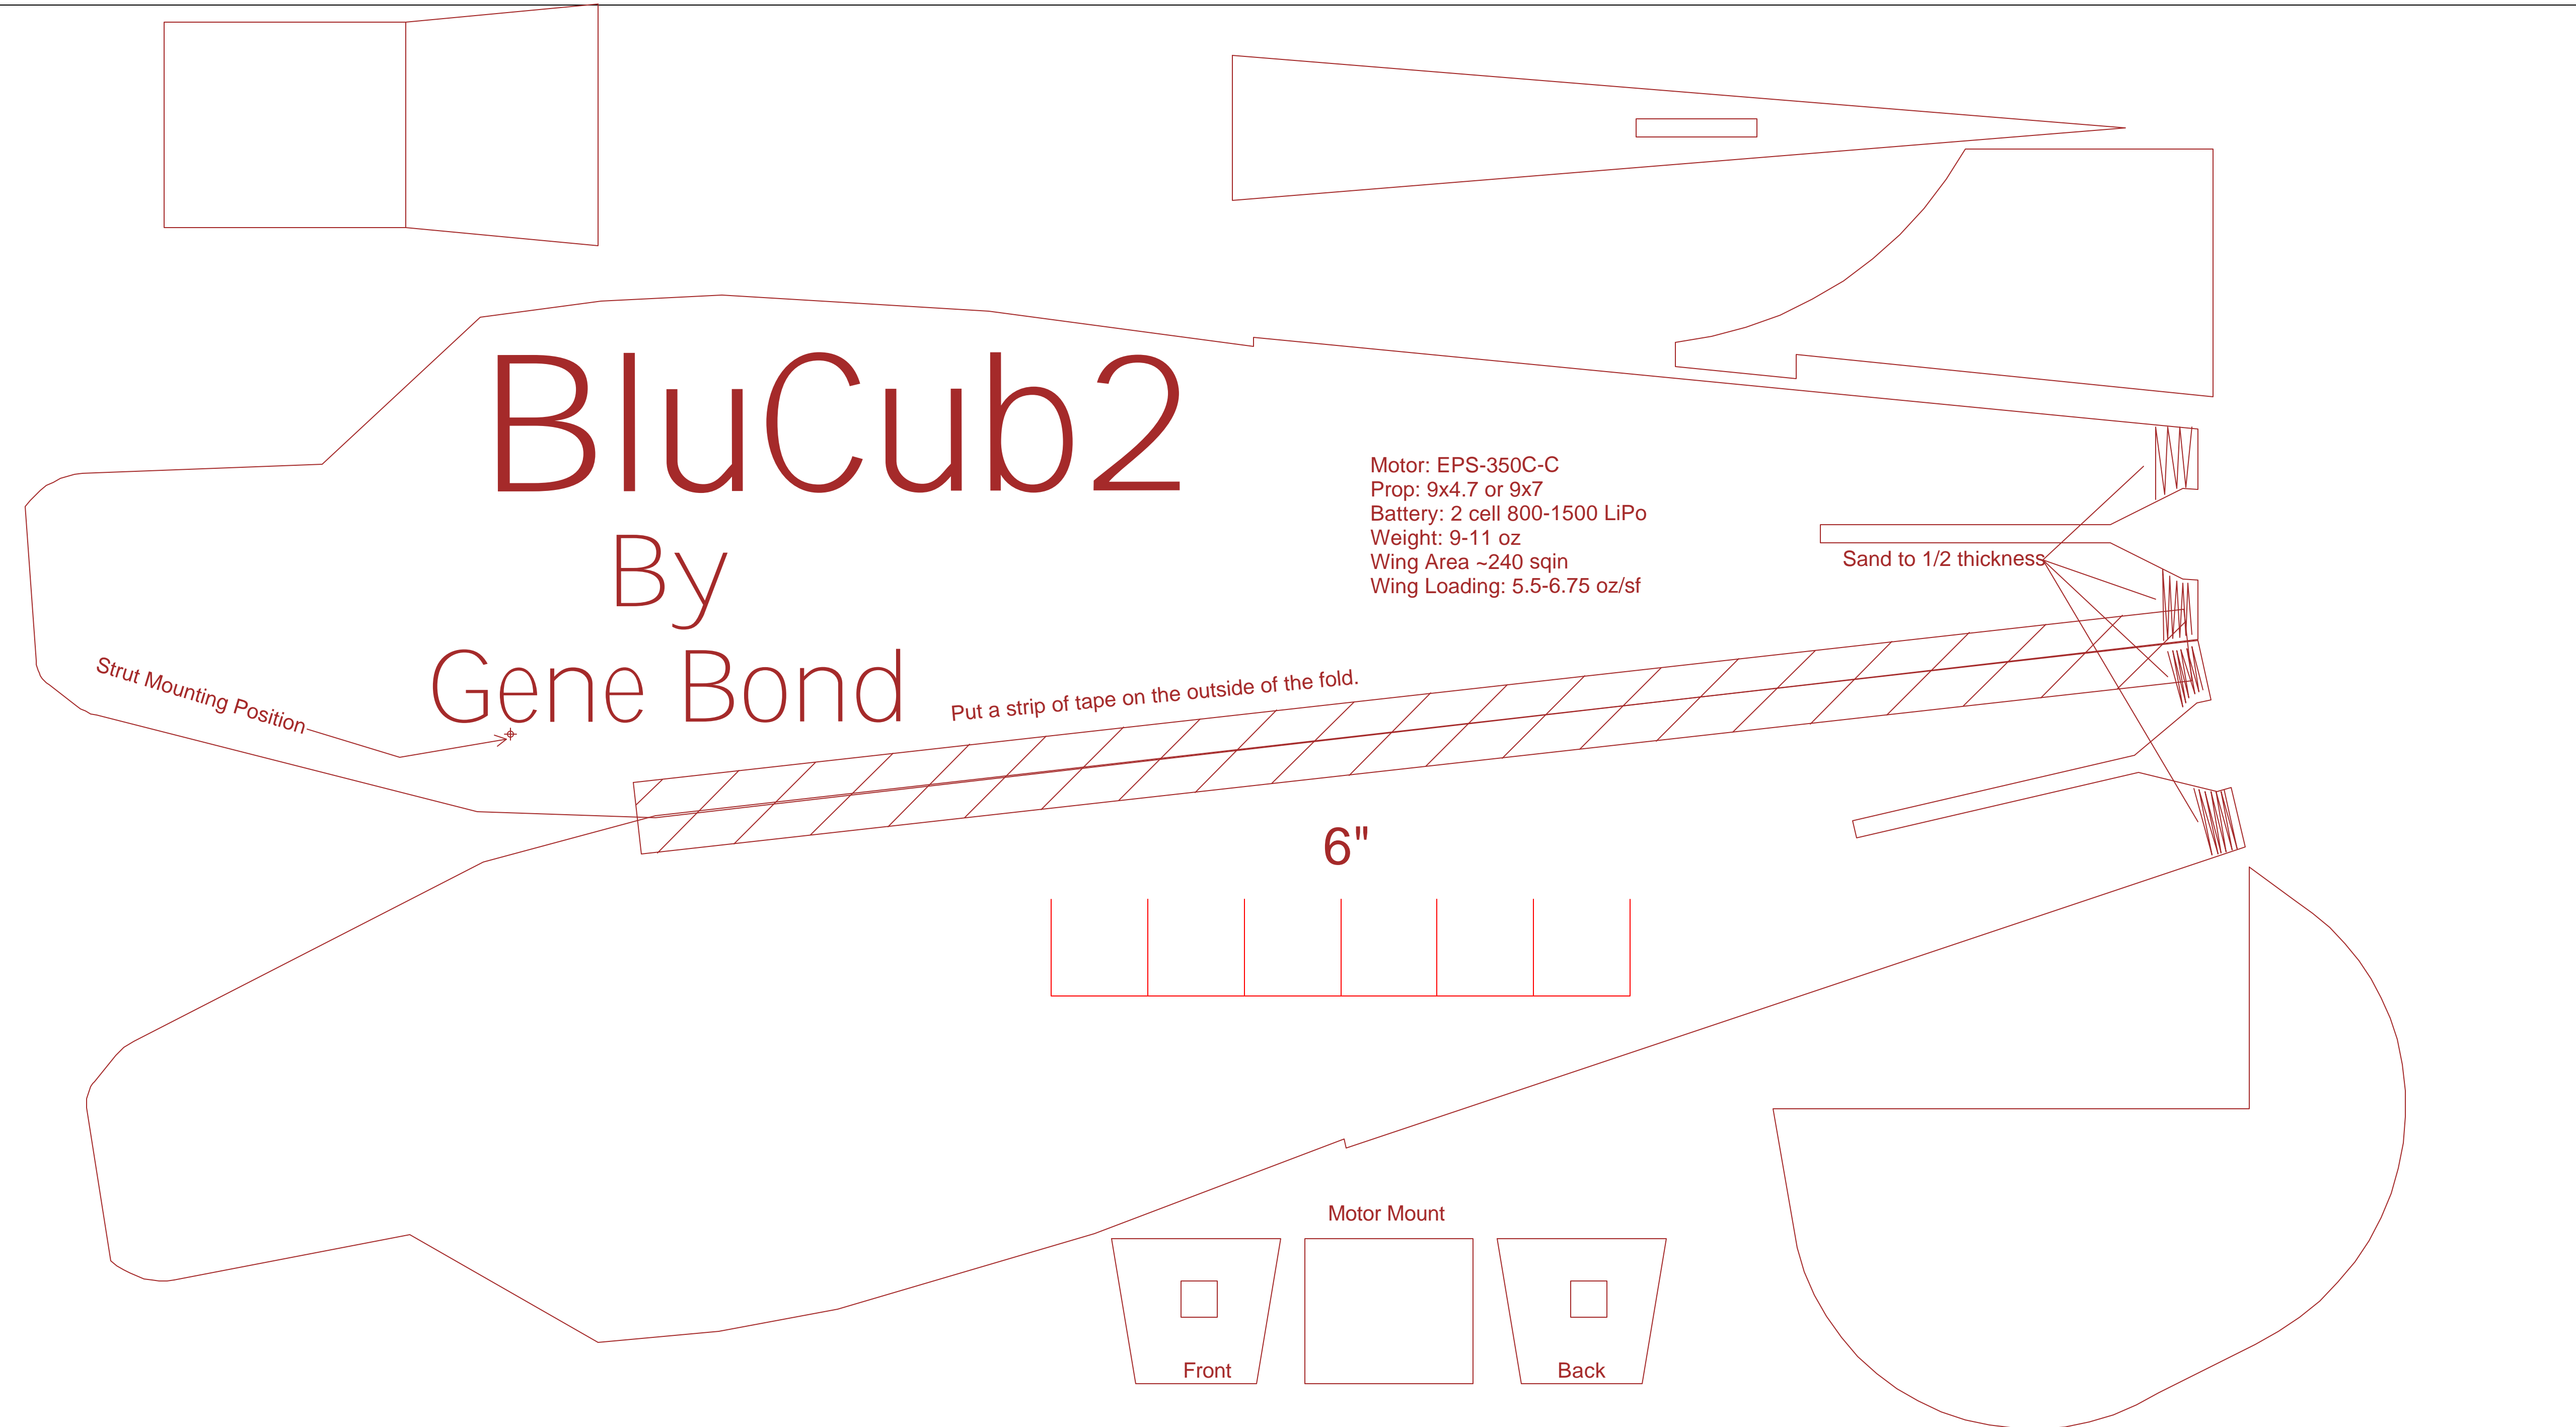 BluCub2
By
Gene Bond
Motor: EPS-350C-C
Prop: 9x4.7 or 9x7
Battery: 2 cell 800-1500 LiPo
Weight: 9-11 oz
Wing Area ~240 sqin
Wing Loading: 5.5-6.75 oz/sf
Sand to 1/2 thickness
Strut Mounting Position
Put a strip of tape on the outside of the fold.
6"
Motor Mount
Front
Back